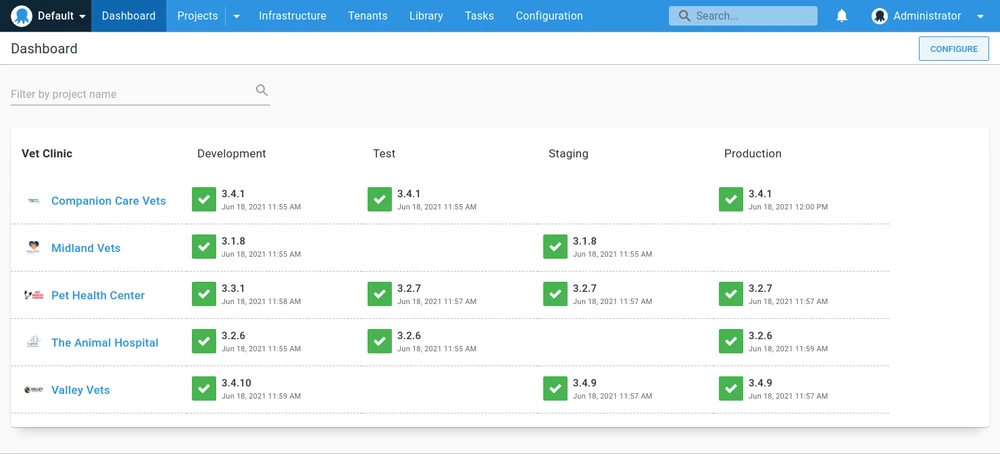 Default Dashboard Projects Infrastructure Tenants Library Tasks Configuration Search... Administrator
Dashboard CONFIGURE
Filter by project name
Vet Clinic Development Test Staging Production
Companion Care Vets 3.4.1 3.4.1 3.4.1
Jun 18, 2021 11:55 AM Jun 18, 2021 11:55 AM Jun 18, 2021 12:00 PM
Midland Vets 3.1.8 3.1.8
Jun 18, 2021 11:55 AM Jun 18, 2021 11:55 AM
Pet Health Center 3.3.1 3.2.7 3.2.7 3.2.7
Jun 18, 2021 11:58 AM Jun 18, 2021 11:57 AM Jun 18, 2021 11:57 AM Jun 18, 2021 11:57 AM
The Animal Hospital 3.2.6 3.2.6 3.2.6
Jun 18, 2021 11:55 AM Jun 18, 2021 11:55 AM Jun 18, 2021 11:59 AM
Valley Vets 3.4.10 3.4.9 3.4.9
Jun 18, 2021 11:59 AM Jun 18, 2021 11:57 AM Jun 18, 2021 11:57 AM